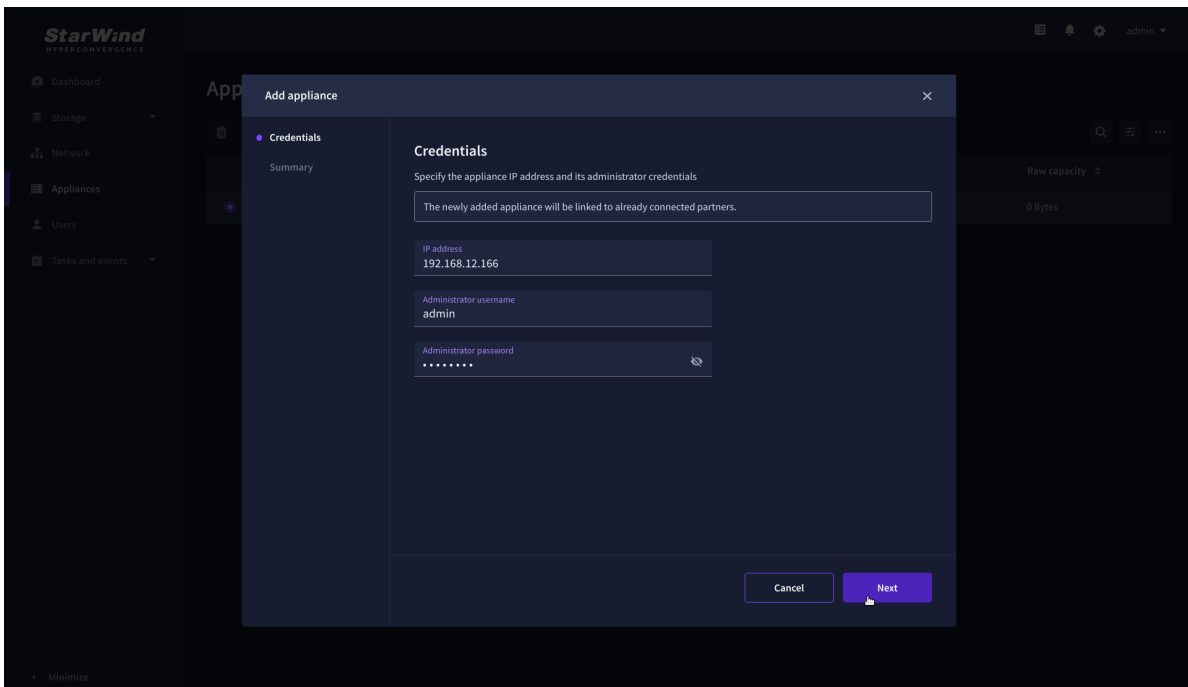 StarWind
HYPERCONVERGENCE
admin
Dashboard
Storage
Network
Appliances
Users
Tasks and events
Minimize
App
Raw capacity
0 Bytes
Add appliance
Credentials
Summary
Credentials
Specify the appliance IP address and its administrator credentials
The newly added appliance will be linked to already connected partners.
IP address
192.168.12.166
Administrator username
admin
Administrator password
••••••••
Cancel
Next